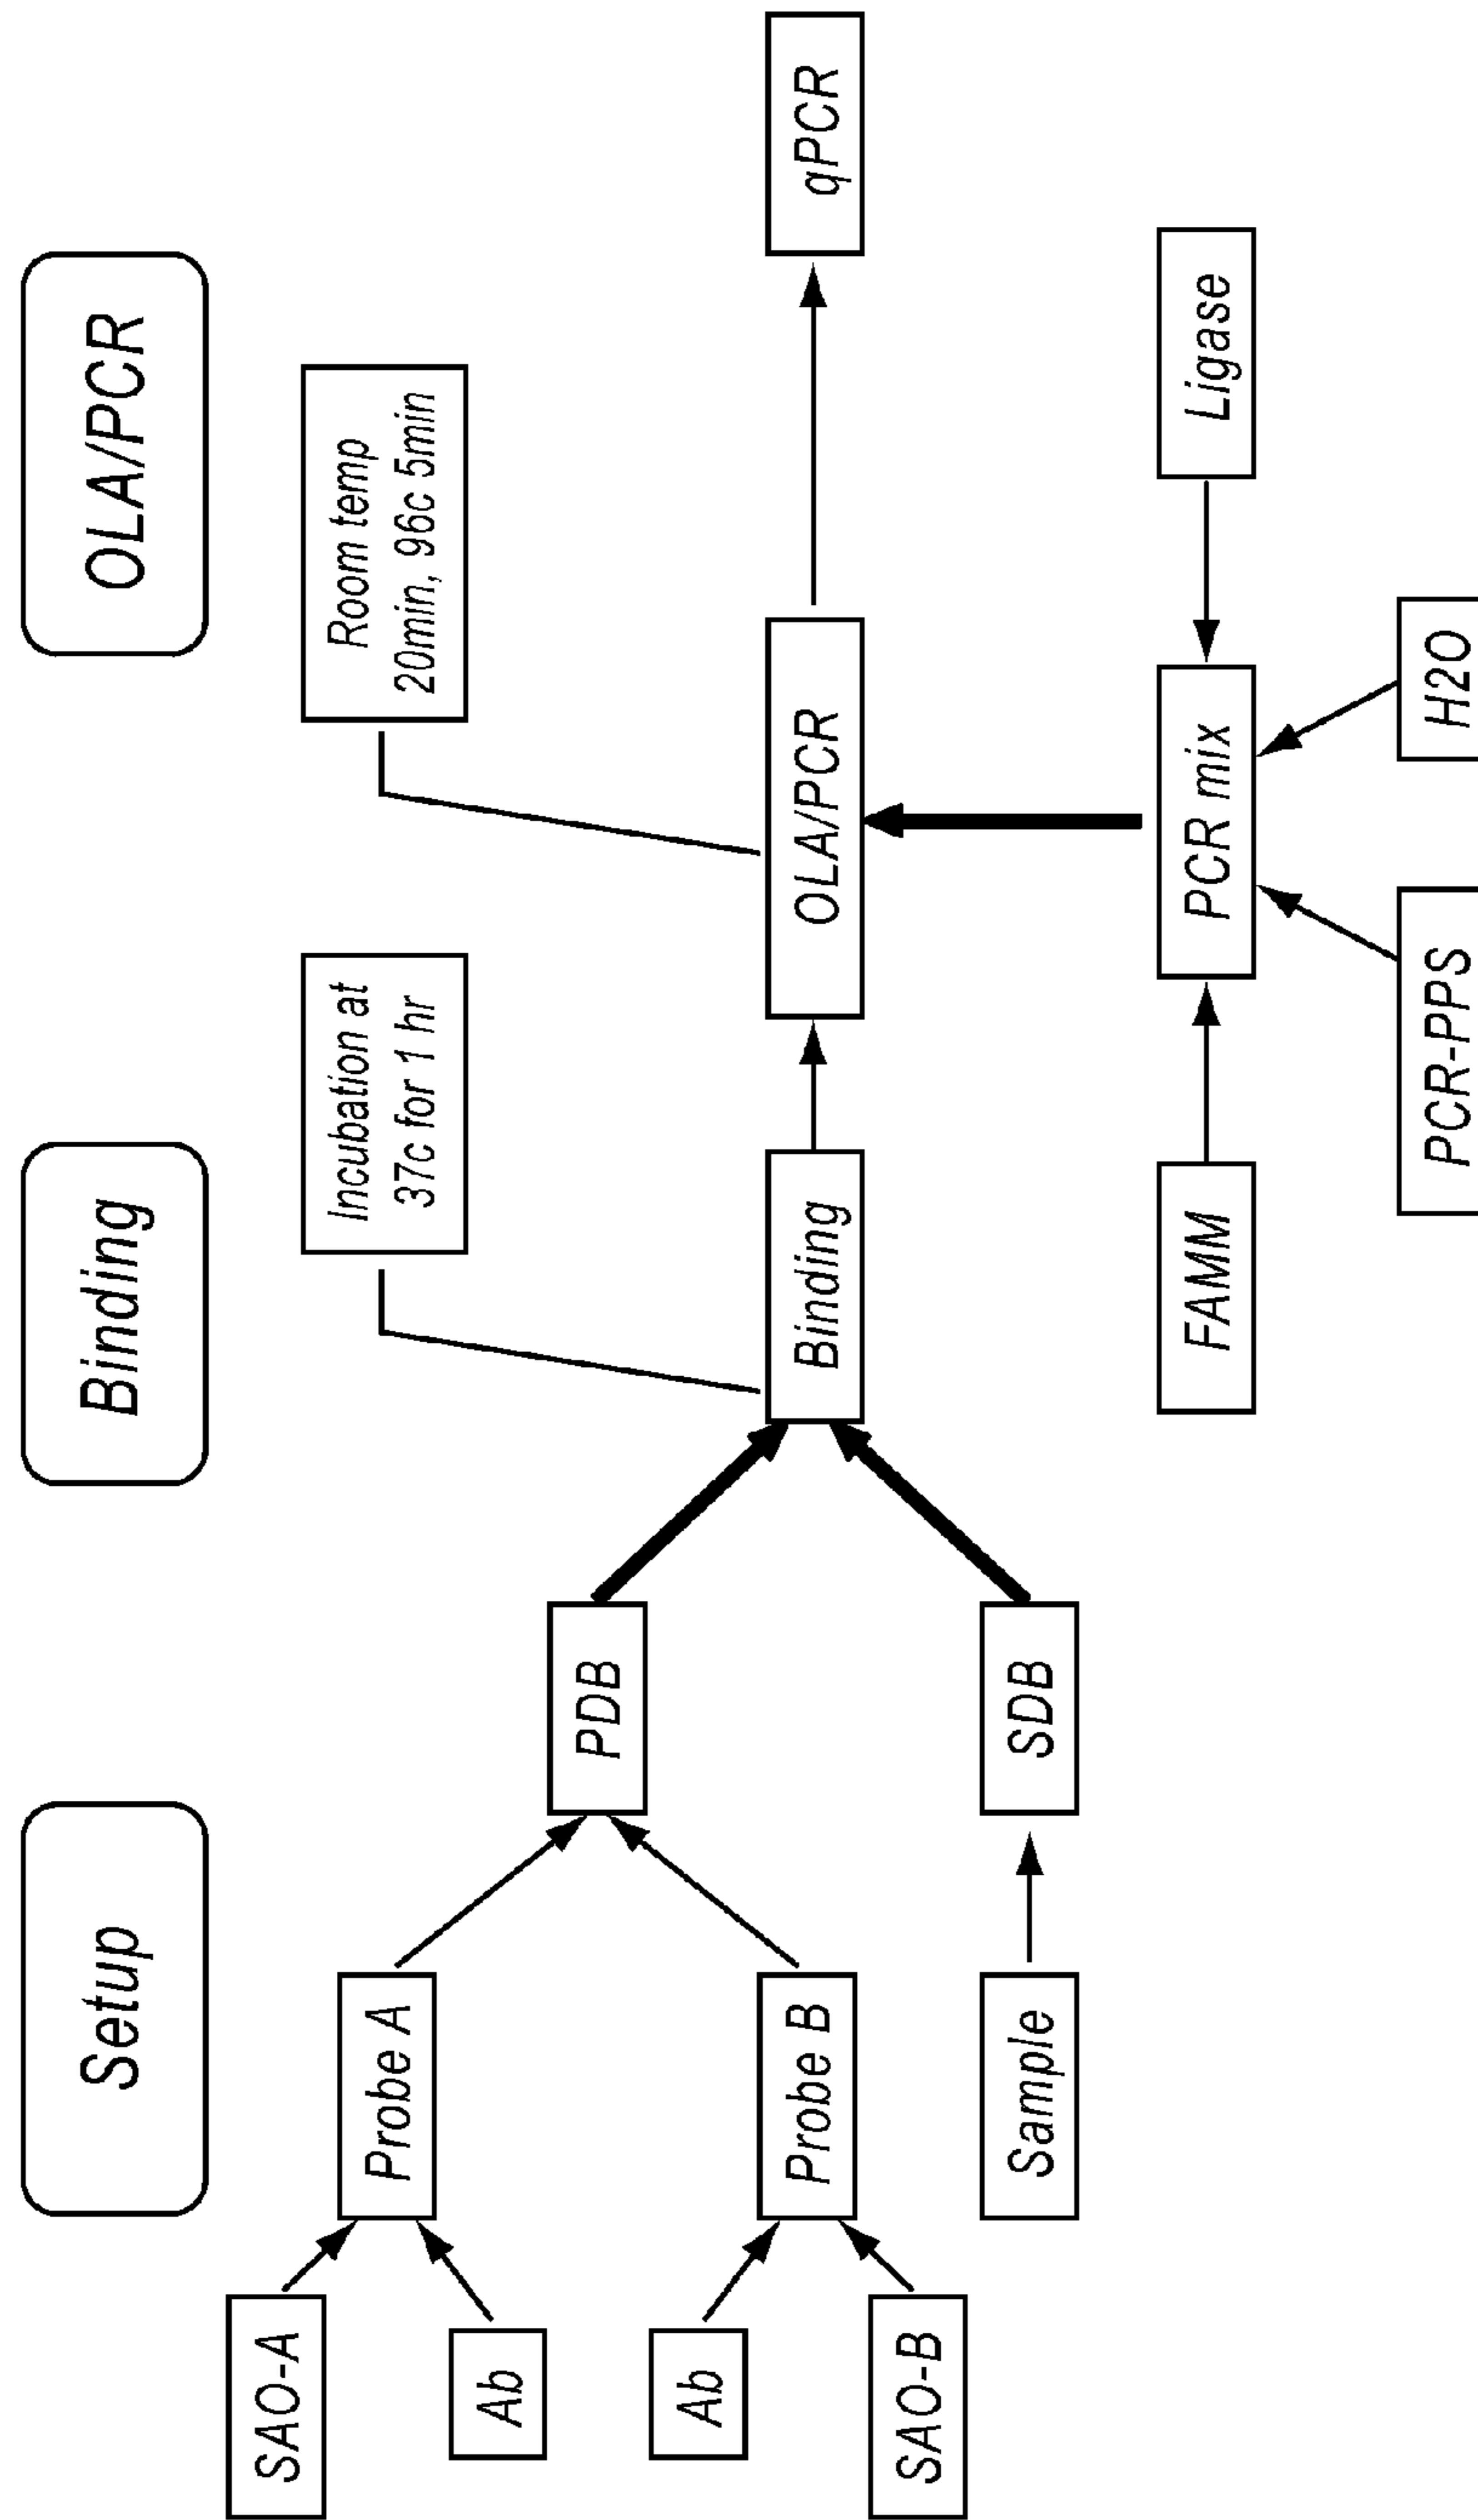 Setup
Binding
OLA/PCR
Incubation at
37c for 1 hr
Room temp
20min, 96c 5min
SAO-A
Ab
Ab
SAO-B
Probe A
Probe B
Sample
PDB
SDB
Binding
OLA/PCR
qPCR
FAMM
PCR mix
Ligase
PCR-PPS
H2O